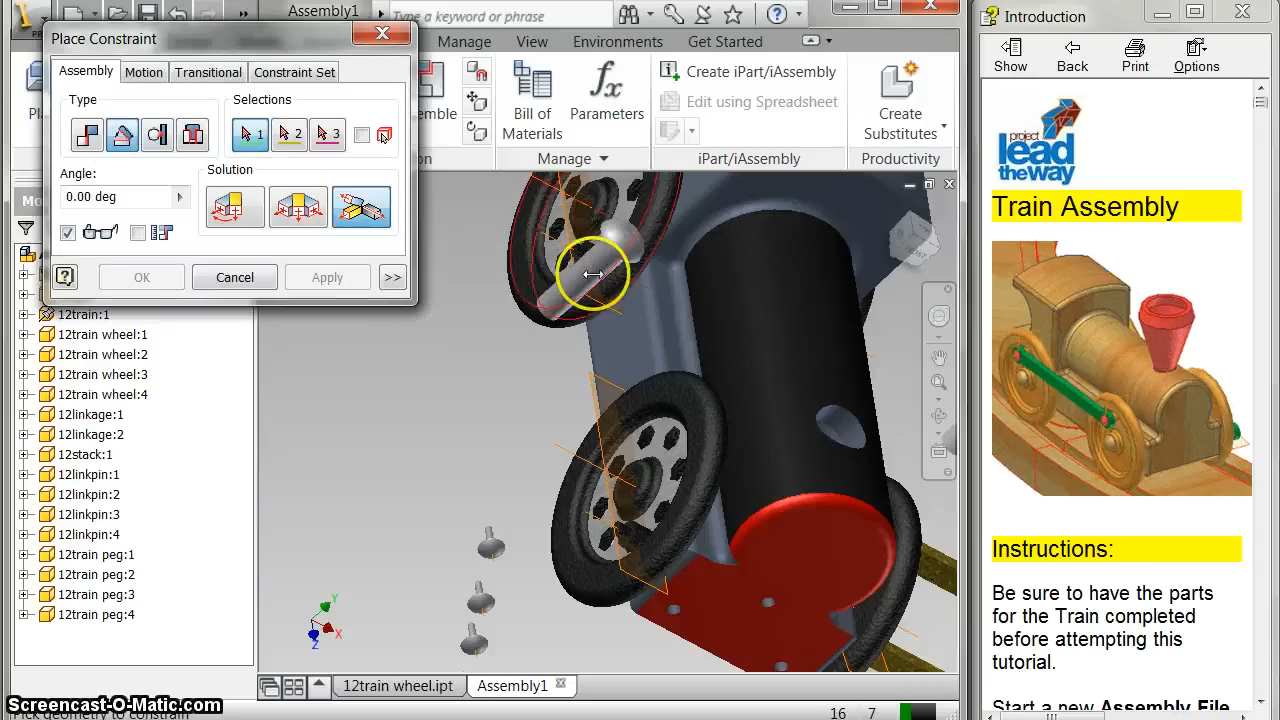 Assembly1
Type a keyword or phrase
Place Constraint
Manage View Environments Get Started
Assembly Motion Transitional Constraint Set
Type
Selections
1 2 3
Angle:
0.00 deg
Solution
OK Cancel Apply >>
Bill of Materials
fx
Parameters
Create iPart/iAssembly
Edit using Spreadsheet
Create Substitutes
Manage
iPart/iAssembly
Productivity
12train:1
12train wheel:1
12train wheel:2
12train wheel:3
12train wheel:4
12linkage:1
12linkage:2
12stack:1
12linkpin:1
12linkpin:2
12linkpin:3
12linkpin:4
12train peg:1
12train peg:2
12train peg:3
12train peg:4
Y
X
Z
12train wheel.ipt
Assembly1
Screencast-O-Matic.com
16 7
Introduction
Show Back Print Options
project
lead
the
way
Train Assembly
Instructions:
Be sure to have the parts
for the Train completed
before attempting this
tutorial.
Start a new Assembly File